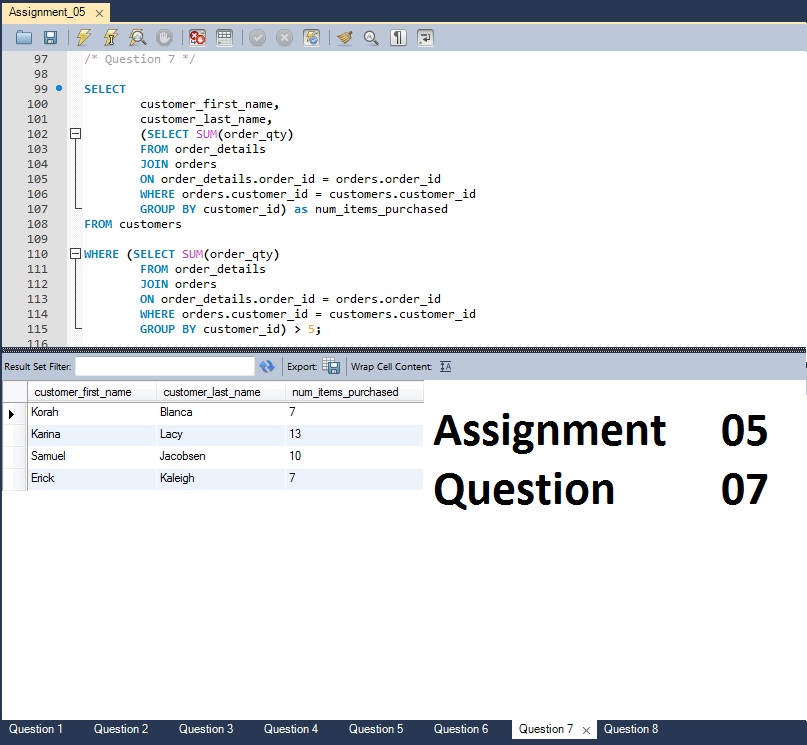 Assignment_05
97 /* Question 7 */
98
99 SELECT
100 customer_first_name,
101 customer_last_name,
102 (SELECT SUM(order_qty)
103 FROM order_details
104 JOIN orders
105 ON order_details.order_id = orders.order_id
106 WHERE orders.customer_id = customers.customer_id
107 GROUP BY customer_id) as num_items_purchased
108 FROM customers
109
110 WHERE (SELECT SUM(order_qty)
111 FROM order_details
112 JOIN orders
113 ON order_details.order_id = orders.order_id
114 WHERE orders.customer_id = customers.customer_id
115 GROUP BY customer_id) > 5;
116
Result Set Filter: Export: Wrap Cell Content:
customer_first_name customer_last_name num_items_purchased
Korah Blanca 7
Karina Lacy 13
Samuel Jacobsen 10
Erick Kaleigh 7
Assignment 05
Question 07
Question 1 Question 2 Question 3 Question 4 Question 5 Question 6 Question 7 Question 8